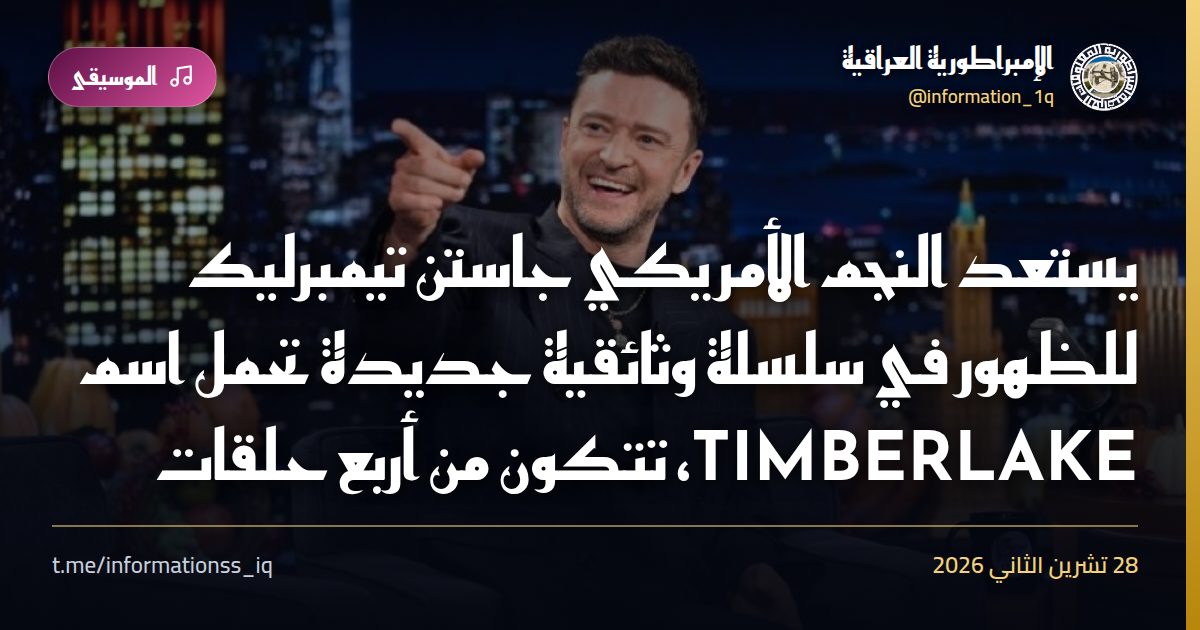 الإمبراطورية العراقية
@information_1q
الموسيقى
يستعد النجم الأمريكي جاستن تيمبرليك
للظهور في سلسلة وثائقية جديدة تحمل اسم
TIMBERLAKE، تتكون من أربع حلقات
28 تشرين الثاني 2026
t.me/informationss_iq